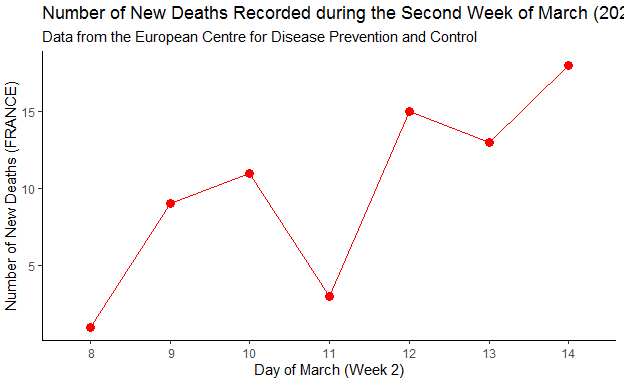 Number of New Deaths Recorded during the Second Week of March (202
Data from the European Centre for Disease Prevention and Control
Number of New Deaths (FRANCE)
15
10
5
8 9 10 11 12 13 14
Day of March (Week 2)